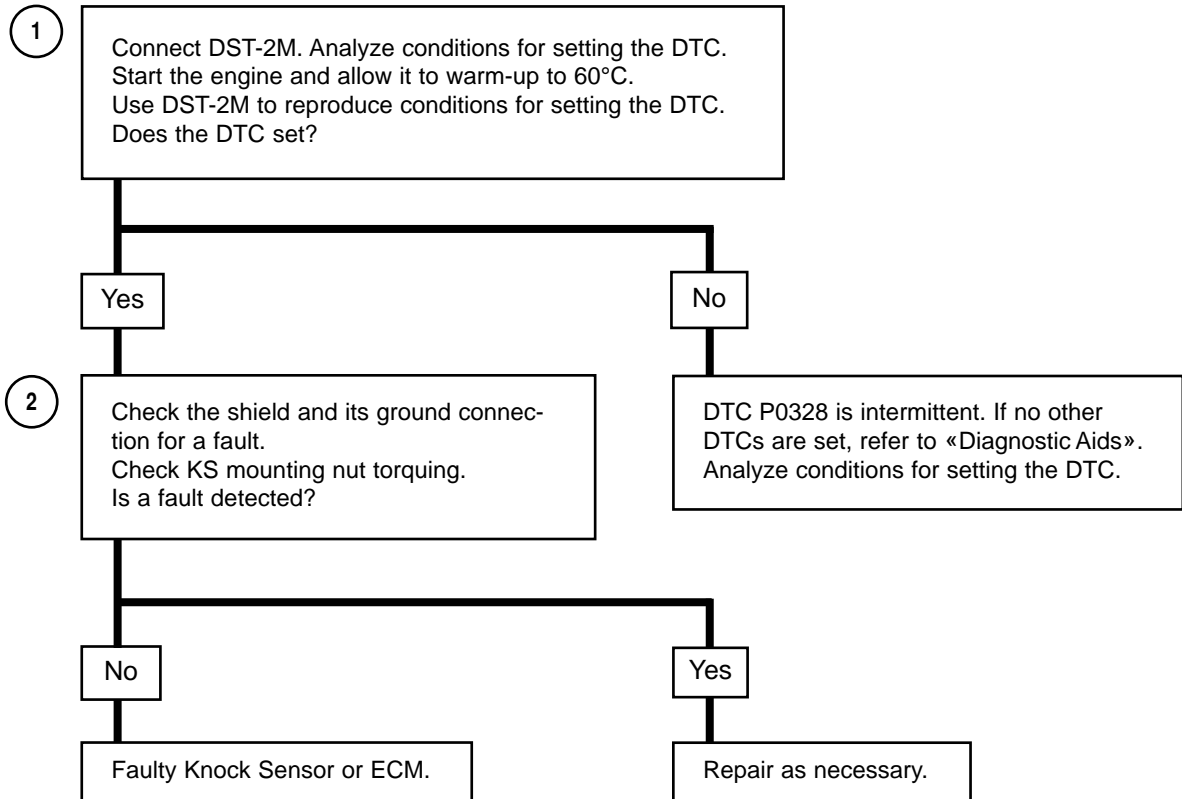 1
Connect DST-2M. Analyze conditions for setting the DTC.
Start the engine and allow it to warm-up to 60°C.
Use DST-2M to reproduce conditions for setting the DTC.
Does the DTC set?
Yes
No
2
Check the shield and its ground connec-
tion for a fault.
Check KS mounting nut torquing.
Is a fault detected?
DTC P0328 is intermittent. If no other
DTCs are set, refer to «Diagnostic Aids».
Analyze conditions for setting the DTC.
No
Yes
Faulty Knock Sensor or ECM.
Repair as necessary.